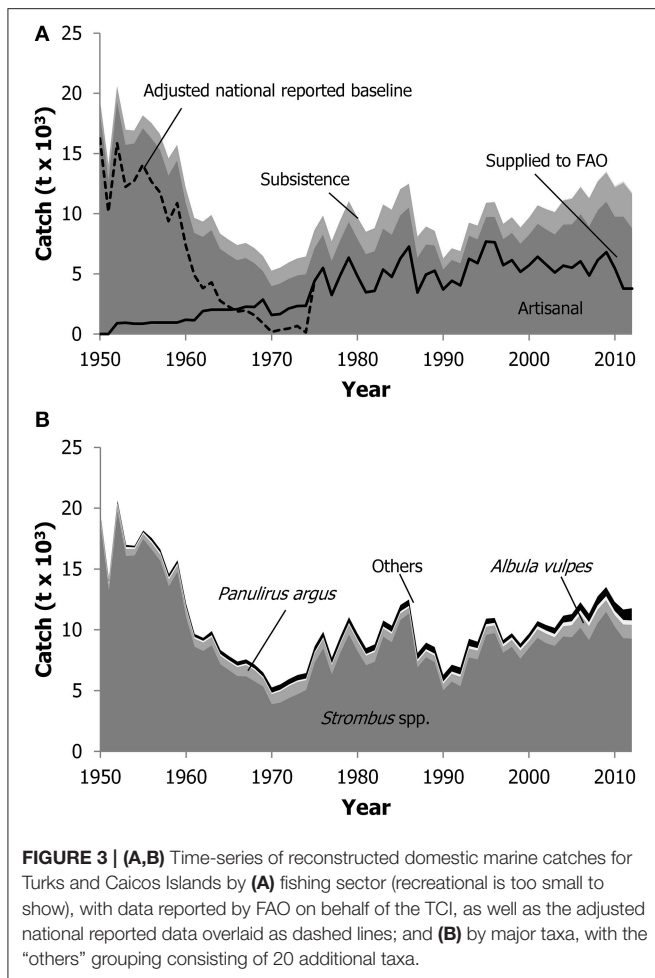 A
25
20
15
10
5
0
Catch (t x 10³)
Adjusted national reported baseline
Subsistence
Supplied to FAO
Artisanal
1950 1960 1970 1980 1990 2000 2010
Year
B
25
20
15
10
5
0
Catch (t x 10³)
Panulirus argus
Others
Albula vulpes
Strombus spp.
1950 1960 1970 1980 1990 2000 2010
Year
FIGURE 3 | (A,B) Time-series of reconstructed domestic marine catches for
Turks and Caicos Islands by (A) fishing sector (recreational is too small to
show), with data reported by FAO on behalf of the TCI, as well as the adjusted
national reported data overlaid as dashed lines; and (B) by major taxa, with the
“others” grouping consisting of 20 additional taxa.